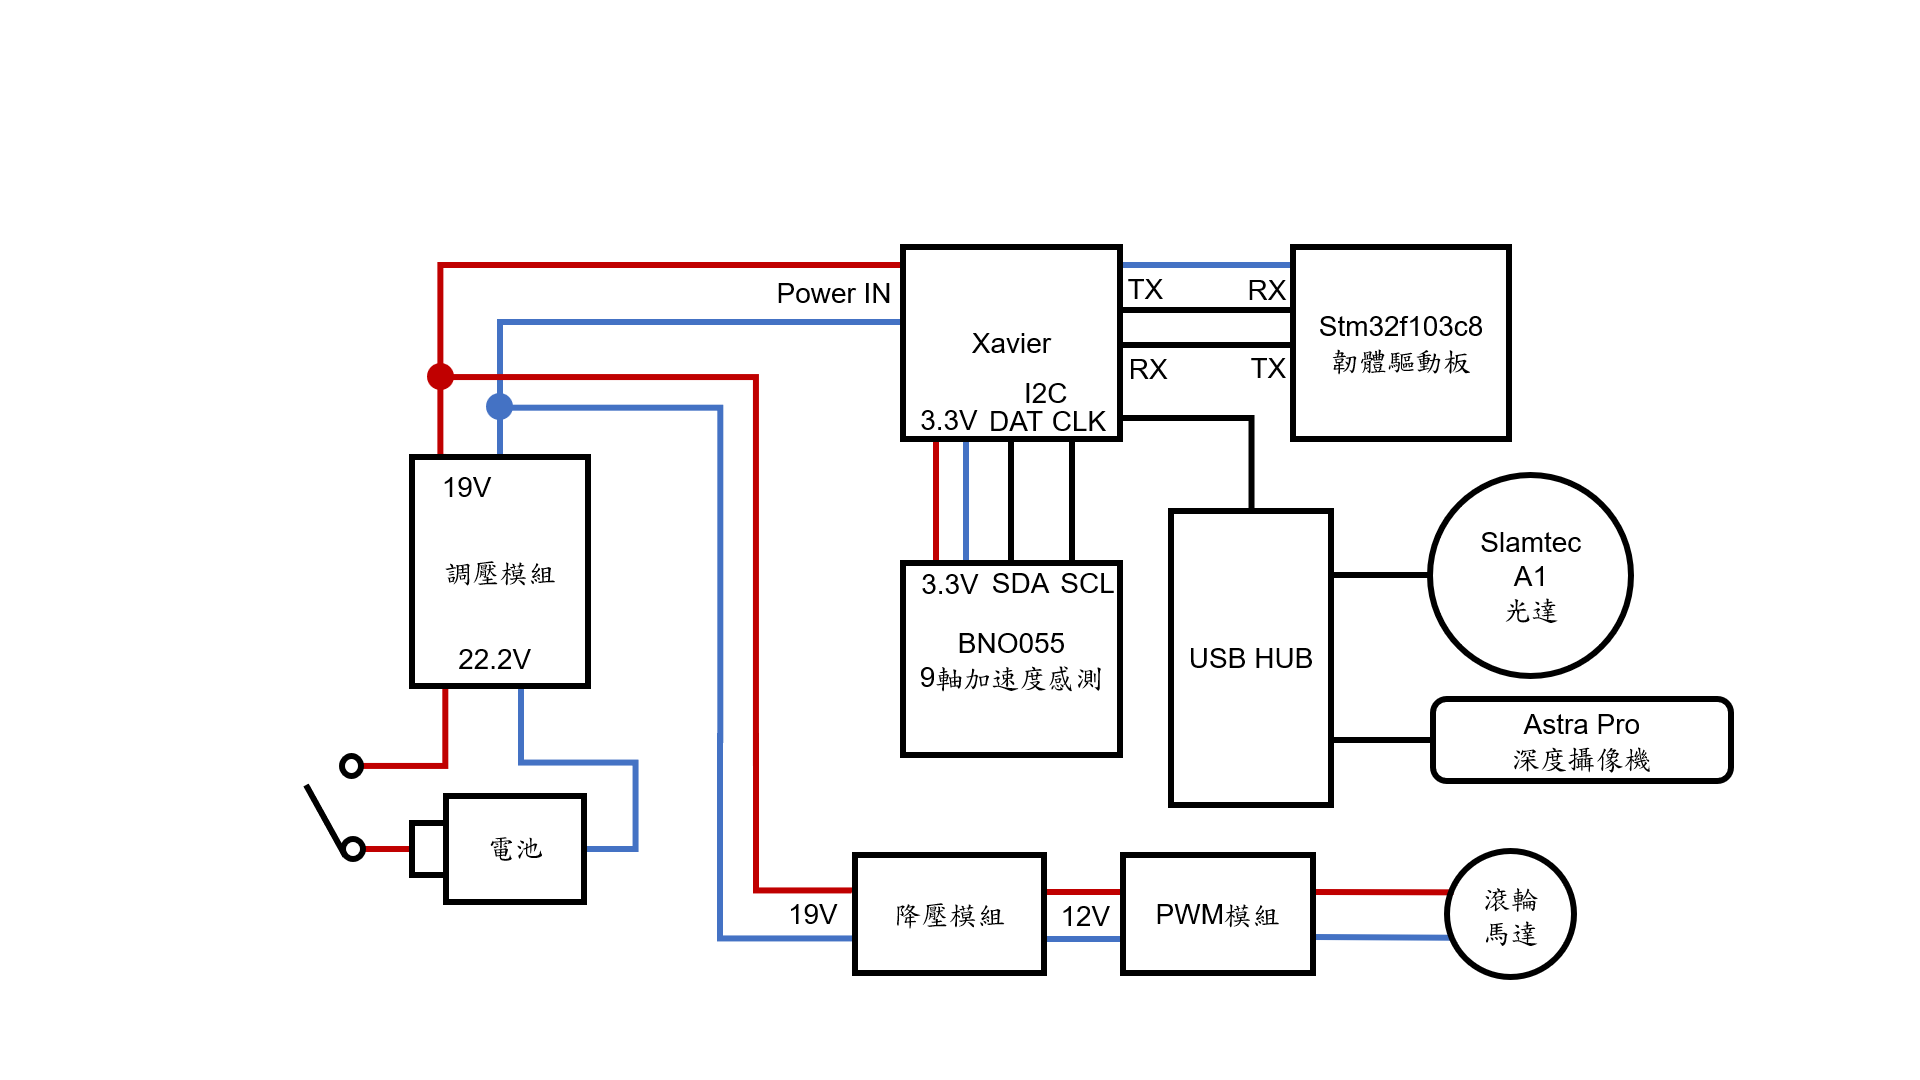 Power IN
TX
RX
Xavier
RX
TX
I2C
3.3V DAT CLK
Stm32f103c8
韌體驅動板
19V
調壓模組
22.2V
3.3V SDA SCL
BNO055
9軸加速度感測
USB HUB
Slamtec
A1
光達
Astra Pro
深度攝像機
電池
19V
降壓模組
12V
PWM模組
滾輪
馬達